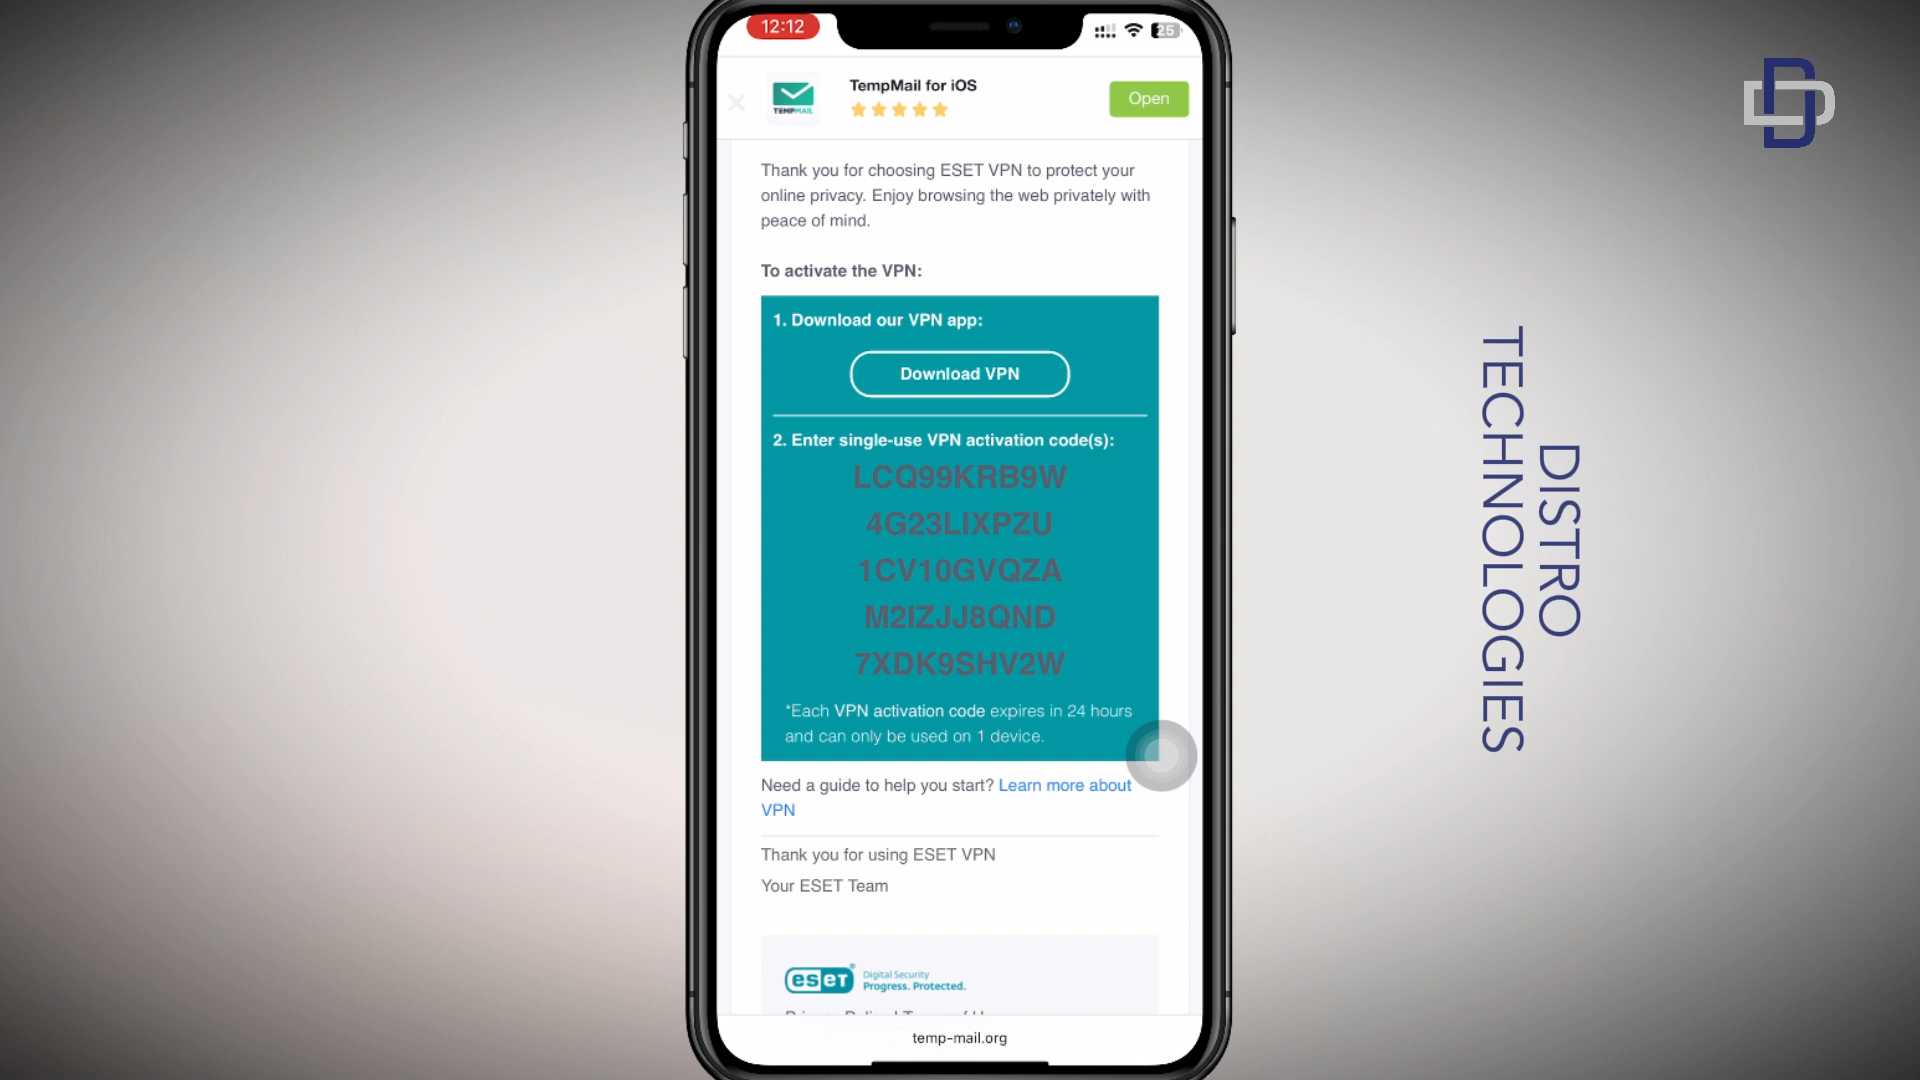 12:12
25
TempMail for iOS
TEMPMAIL
Open
Thank you for choosing ESET VPN to protect your
online privacy. Enjoy browsing the web privately with
peace of mind.
To activate the VPN:
1. Download our VPN app:
Download VPN
2. Enter single-use VPN activation code(s):
LCQ99KRB9W
4G23LIXPZU
1CV10GVQZA
M2IZJJ8QND
7XDK9SHV2W
*Each VPN activation code expires in 24 hours
and can only be used on 1 device.
Need a guide to help you start? Learn more about
VPN
Thank you for using ESET VPN
Your ESET Team
eset
Digital Security
Progress. Protected.
temp-mail.org
DISTRO
TECHNOLOGIES